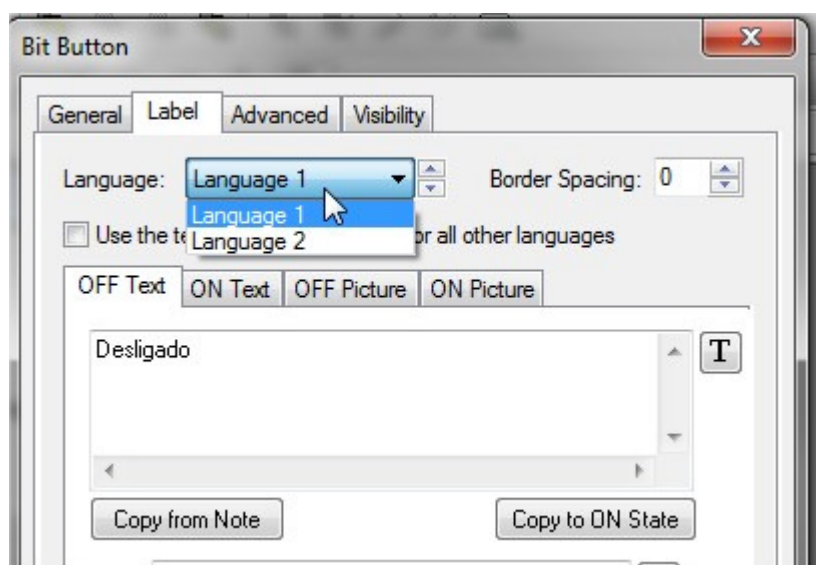 Bit Button
General Label Advanced Visibility
Language: Language 1 Border Spacing: 0
Language 1
Use the or all other languages
Language 2
OFF Text ON Text OFF Picture ON Picture
Desligado
T
Copy from Note Copy to ON State